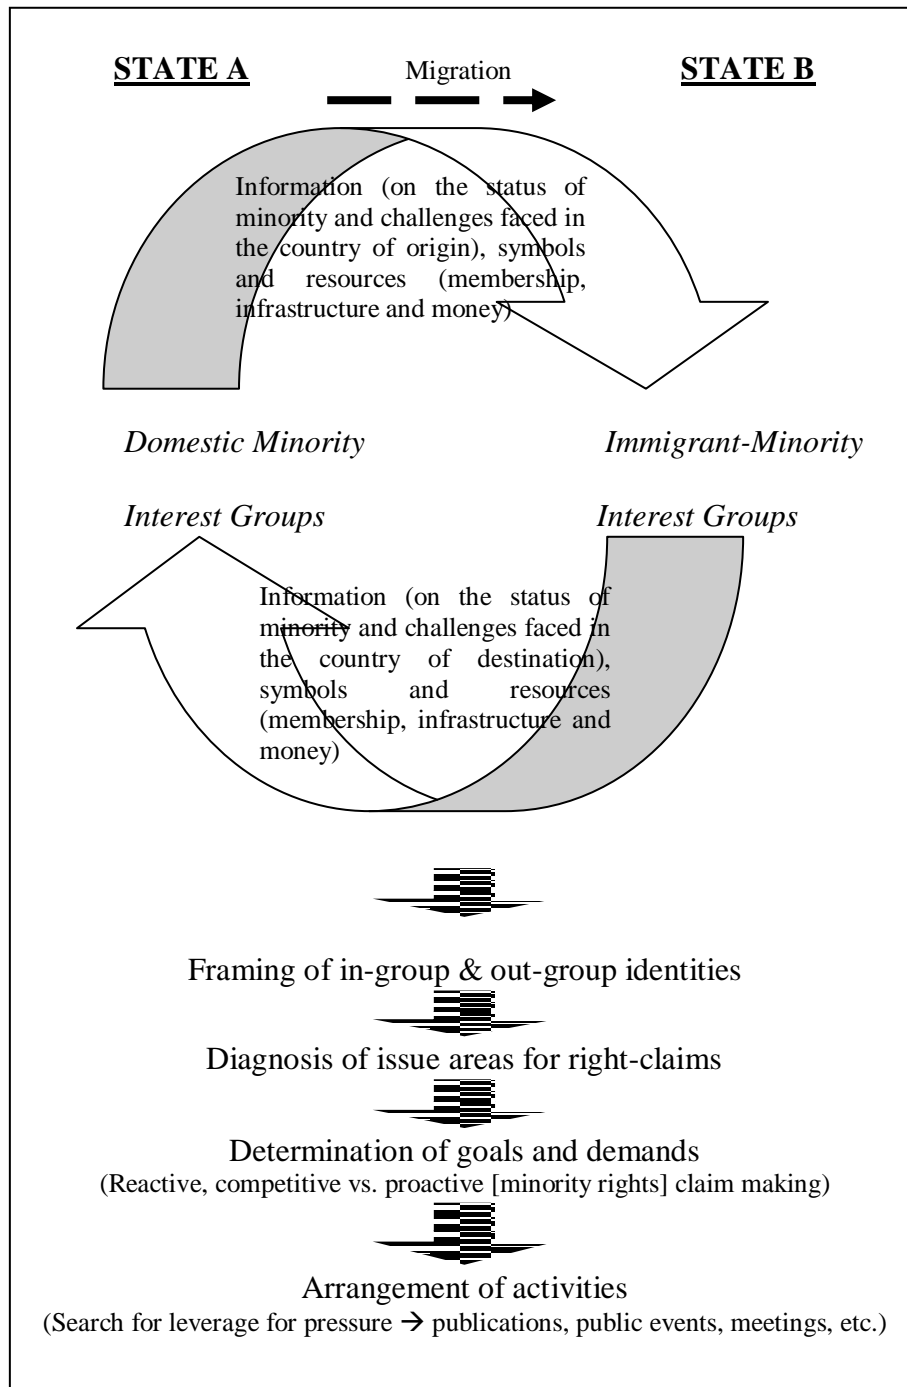 STATE A Migration STATE B
Information (on the status of
minority and challenges faced in
the country of origin), symbols
and resources (membership,
infrastructure and money)
Domestic Minority Immigrant-Minority
Interest Groups Interest Groups
Information (on the status of
minority and challenges faced in
the country of destination),
symbols and resources
(membership, infrastructure and
money)
Framing of in-group & out-group identities
Diagnosis of issue areas for right-claims
Determination of goals and demands
(Reactive, competitive vs. proactive [minority rights] claim making)
Arrangement of activities
(Search for leverage for pressure → publications, public events, meetings, etc.)